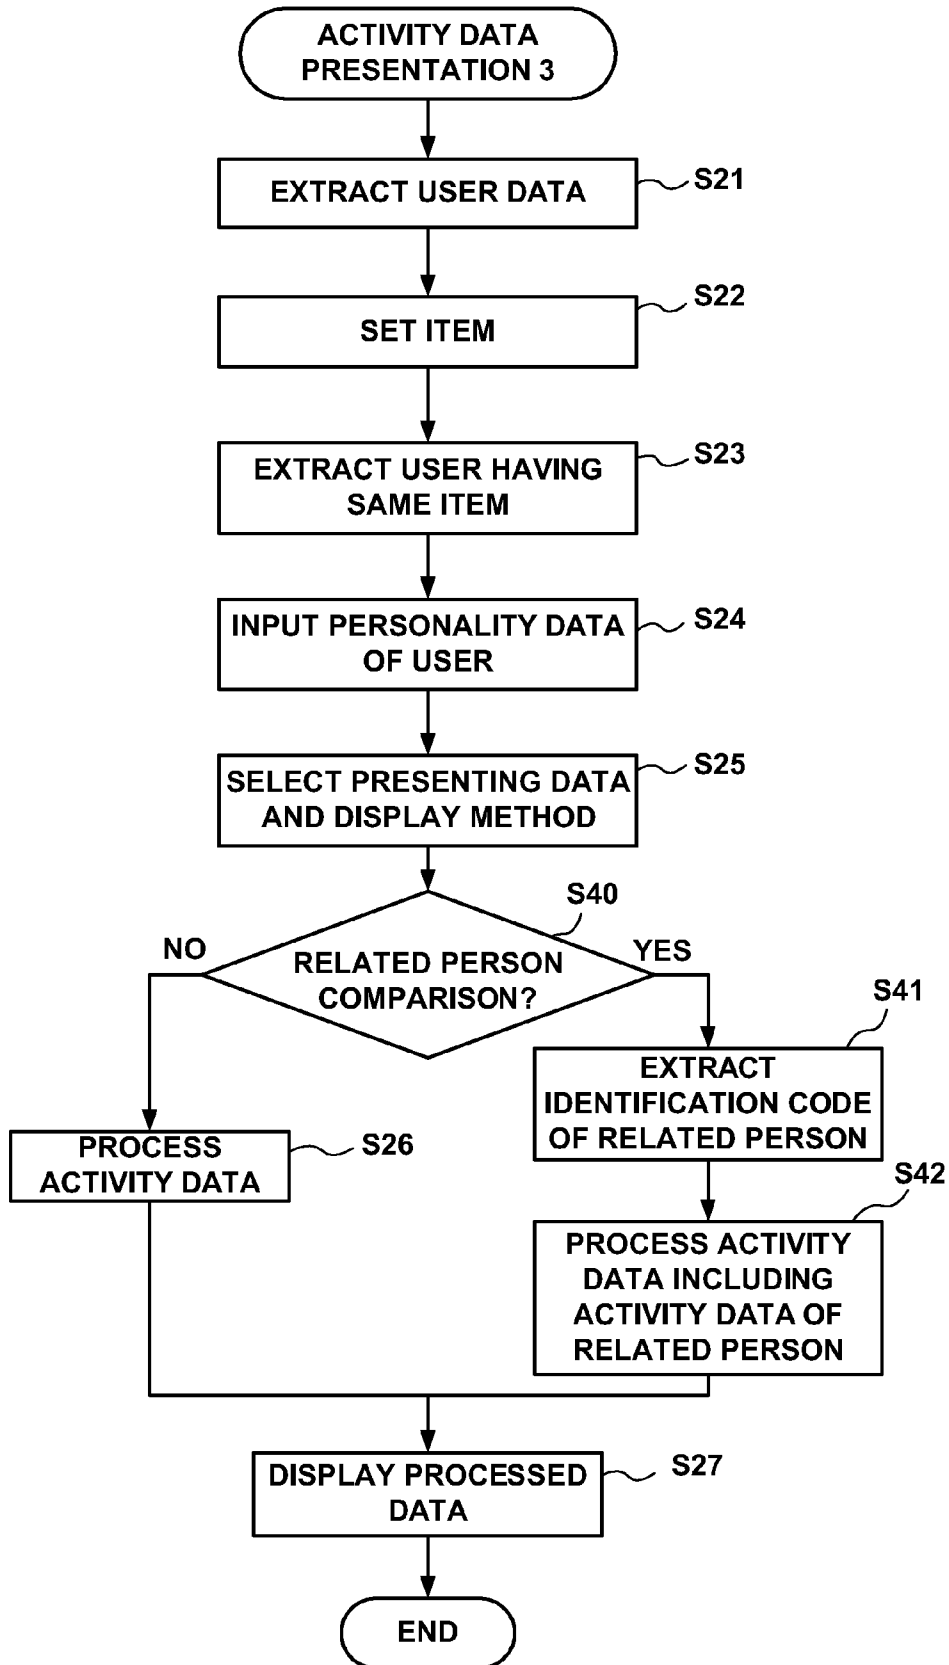 ACTIVITY DATA
PRESENTATION 3
EXTRACT USER DATA
S21
SET ITEM
S22
EXTRACT USER HAVING
SAME ITEM
S23
INPUT PERSONALITY DATA
OF USER
S24
SELECT PRESENTING DATA
AND DISPLAY METHOD
S25
S40
NO
YES
RELATED PERSON
COMPARISON?
S41
EXTRACT
IDENTIFICATION CODE
OF RELATED PERSON
PROCESS
ACTIVITY DATA
S26
S42
PROCESS ACTIVITY
DATA INCLUDING
ACTIVITY DATA OF
RELATED PERSON
DISPLAY PROCESSED
DATA
S27
END